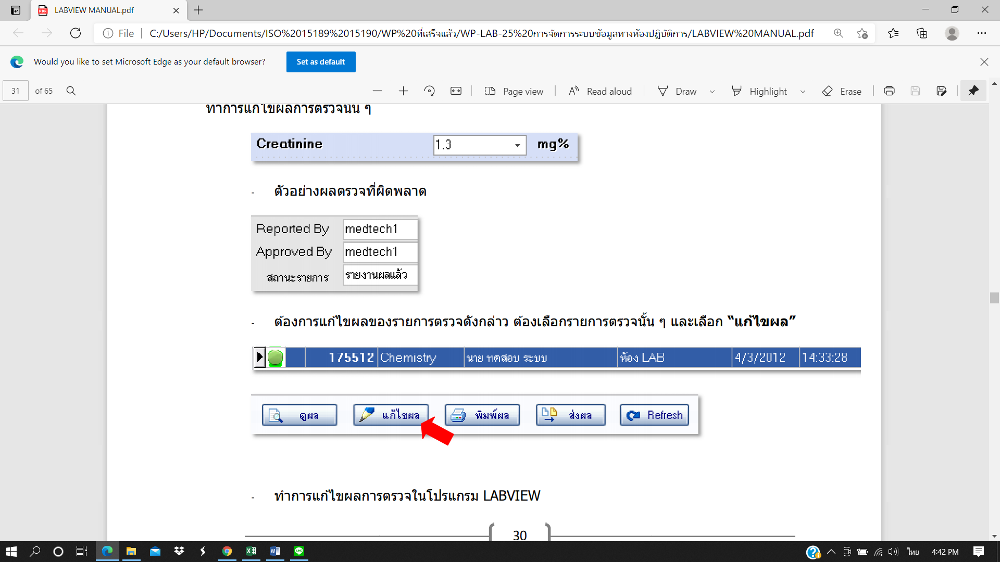 LABVIEW MANUAL.pdf
File
C:/Users/HP/Documents/ISO%2015189%2015190/WP%20ที่เสร็จแล้ว/WP-LAB-25%20การจัดการระบบข้อมูลทางห้องปฏิบัติการ/LABVIEW%20MANUAL.pdf
Would you like to set Microsoft Edge as your default browser? Set as default
31 of 65 Page view Read aloud Draw Highlight Erase
ทำการแก้ไขผลการตรวจนั้น ๆ
Creatinine 1.3 mg%
- ตัวอย่างผลตรวจที่ผิดพลาด
Reported By medtech1
Approved By medtech1
สถานะรายการ รายงานผลแล้ว
- ต้องการแก้ไขผลของรายการตรวจดังกล่าว ต้องเลือกรายการตรวจนั้น ๆ และเลือก “แก้ไขผล”
175512 Chemistry นาย ทดสอบ ระบบ ห้อง LAB 4/3/2012 14:33:28
ดูผล แก้ไขผล พิมพ์ผล ส่งผล Refresh
- ทำการแก้ไขผลการตรวจในโปรแกรม LABVIEW
30
ไทย 4:42 PM